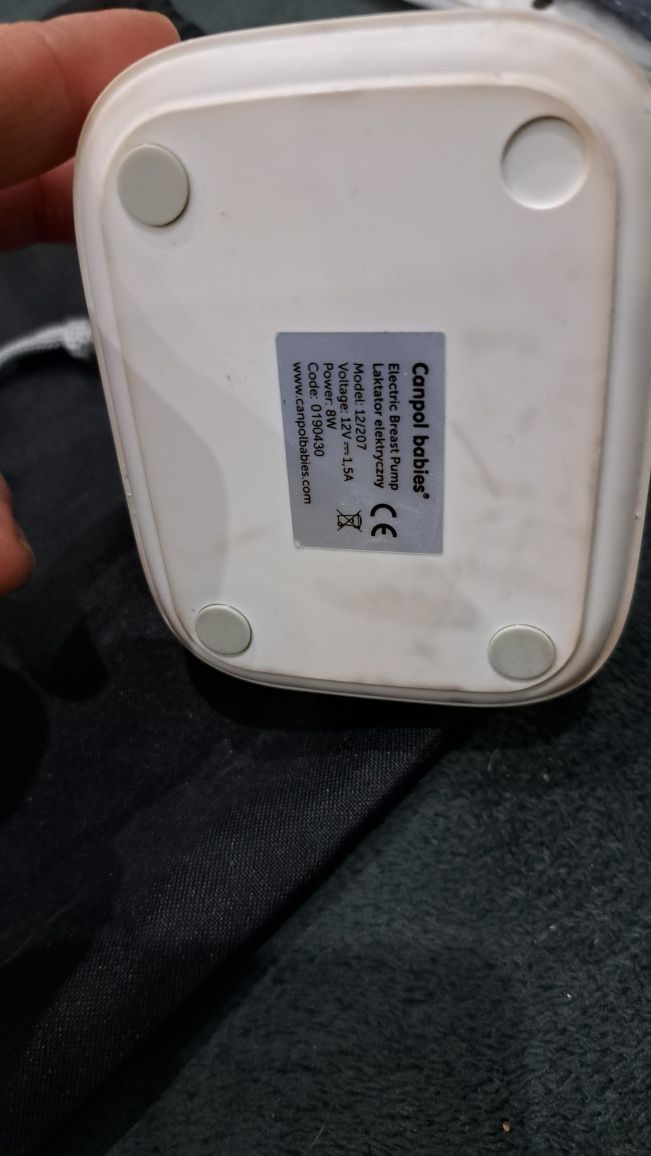 Canpol babies®
Electric Breast Pump
Laktator elektryczny
Model: 12/207
Voltage: 12V⎓1,5A
Power: 8W
Code: 0190430
www.canpolbabies.com
CE